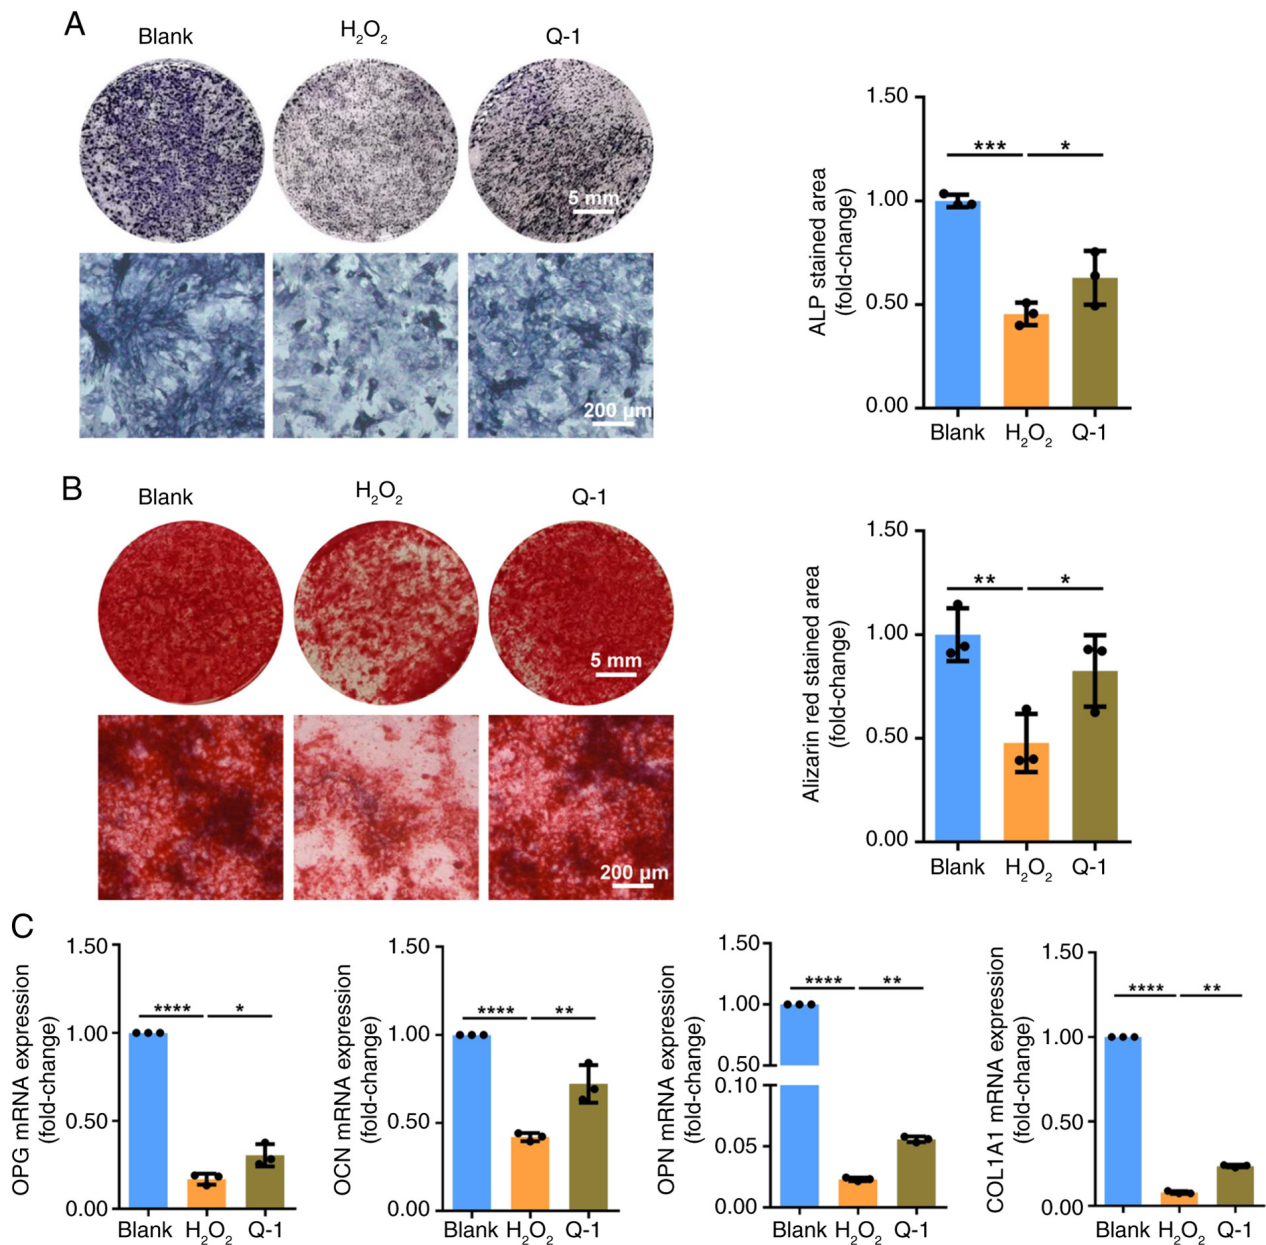 A
Blank
H2O2
Q-1
5 mm
200 µm
ALP stained area
(fold-change)
1.50
1.00
0.50
0.00
***
*
Blank
H2O2
Q-1
B
Blank
H2O2
Q-1
5 mm
200 µm
Alizarin red stained area
(fold-change)
1.50
1.00
0.50
0.00
**
*
Blank
H2O2
Q-1
C
OPG mRNA expression
(fold-change)
1.50
1.00
0.50
0.00
****
*
Blank
H2O2
Q-1
OCN mRNA expression
(fold-change)
1.50
1.00
0.50
0.00
****
**
Blank
H2O2
Q-1
OPN mRNA expression
(fold-change)
1.50
1.00
0.50
0.10
0.05
0.00
****
**
Blank
H2O2
Q-1
COL1A1 mRNA expression
(fold-change)
1.50
1.00
0.50
0.00
****
**
Blank
H2O2
Q-1